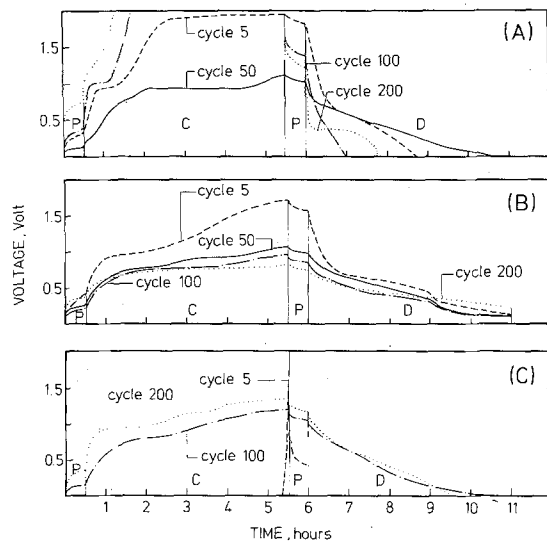 (A)
1.5
0.5
cycle 5
cycle 50
cycle 100
cycle 200
P
C
P
D
(B)
1.5
0.5
cycle 5
cycle 50
cycle 100
cycle 200
P
C
P
D
VOLTAGE, Volt
(C)
1.5
0.5
cycle 5
cycle 200
cycle 100
P
C
P
D
1 2 3 4 5 6 7 8 9 10 11
TIME, hours